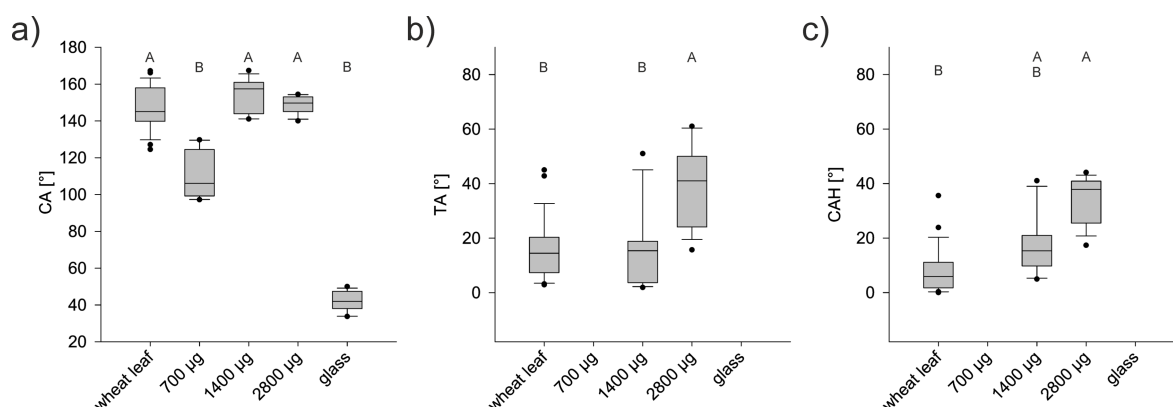 a)
CA [°]
180
160
140
120
100
80
60
40
20
A
B
A
A
B
wheat leaf
700 µg
1400 µg
2800 µg
glass
b)
TA [°]
80
60
40
20
0
B
B
A
wheat leaf
700 µg
1400 µg
2800 µg
glass
c)
CAH [°]
80
60
40
20
0
B
A
B
A
wheat leaf
700 µg
1400 µg
2800 µg
glass